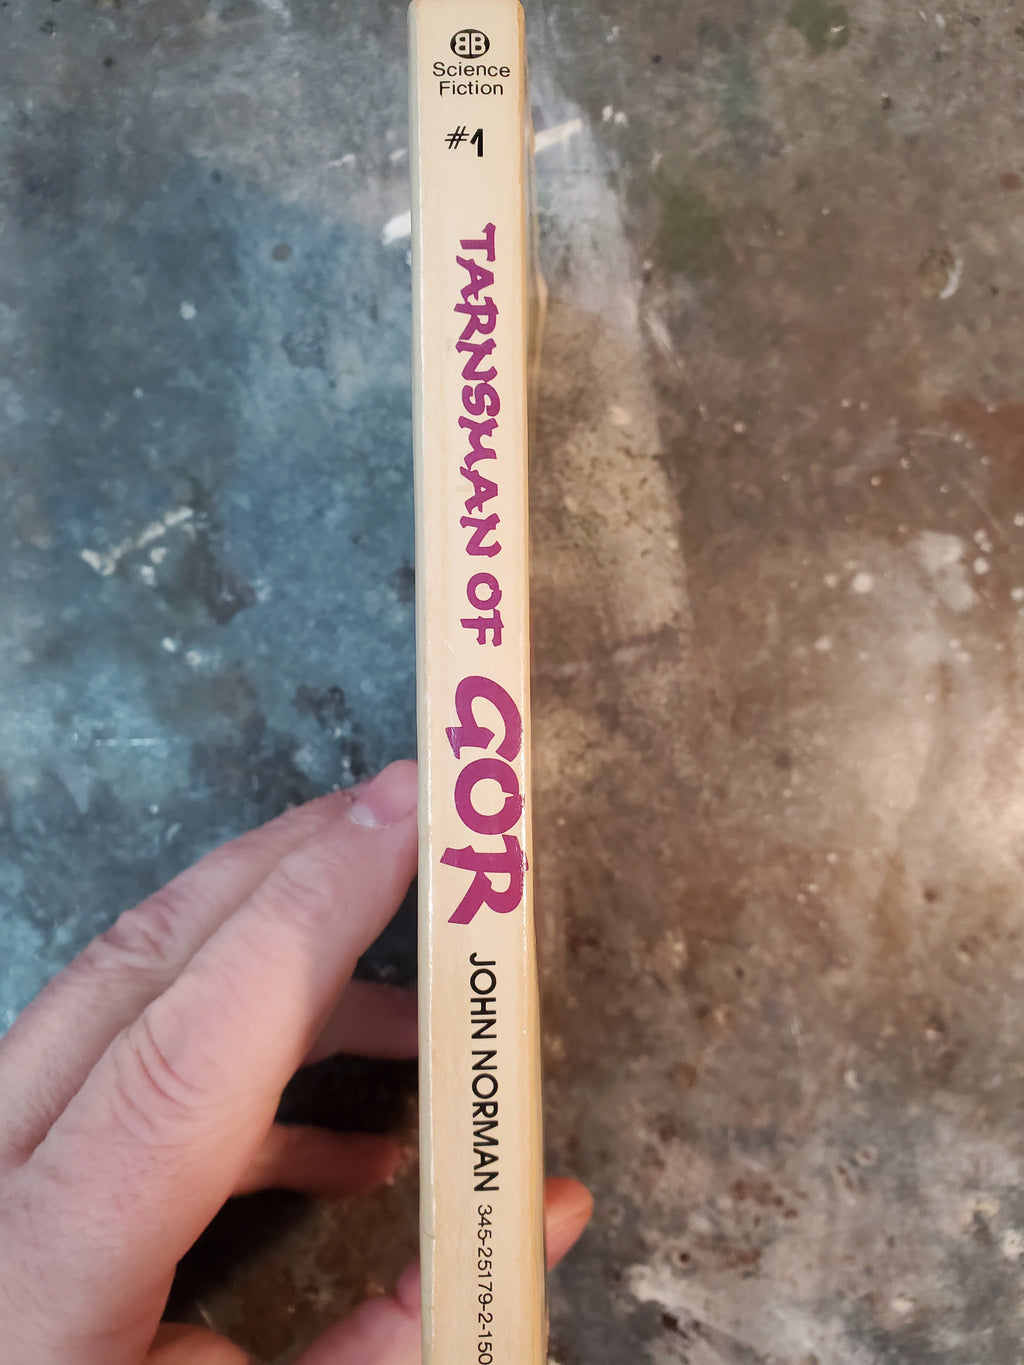 BB
Science
Fiction
#1
TARNSMAN OF GOR
JOHN NORMAN
345-25179-2-150